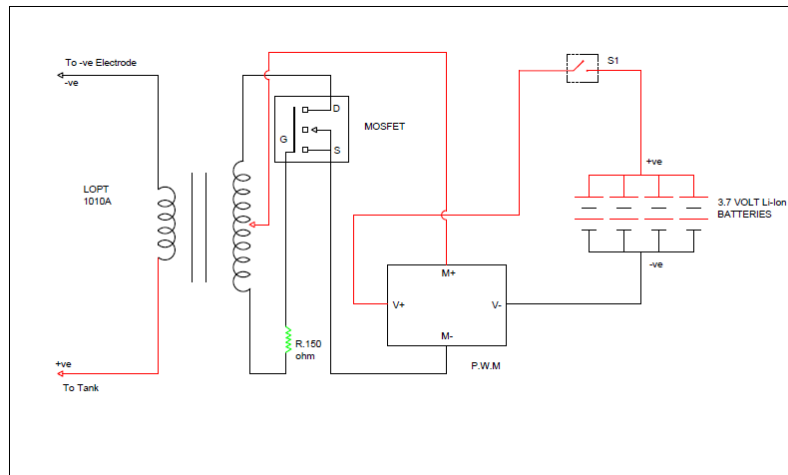 To -ve Electrode
-ve
LOPT
1010A
+ve
To Tank
G
D
S
MOSFET
R.150
ohm
M+
V+
V-
M-
P.W.M
S1
+ve
3.7 VOLT Li-Ion
BATTERIES
-ve